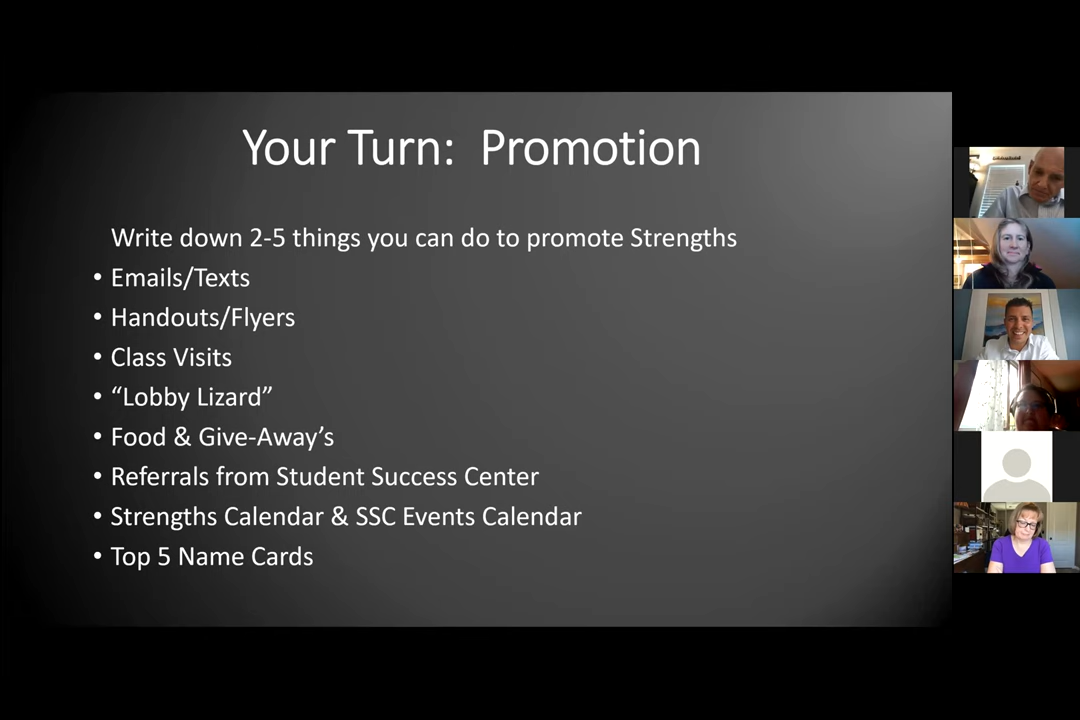 Your Turn:  Promotion
Write down 2-5 things you can do to promote Strengths
• Emails/Texts
• Handouts/Flyers
• Class Visits
• “Lobby Lizard”
• Food & Give-Away’s
• Referrals from Student Success Center
• Strengths Calendar & SSC Events Calendar
• Top 5 Name Cards